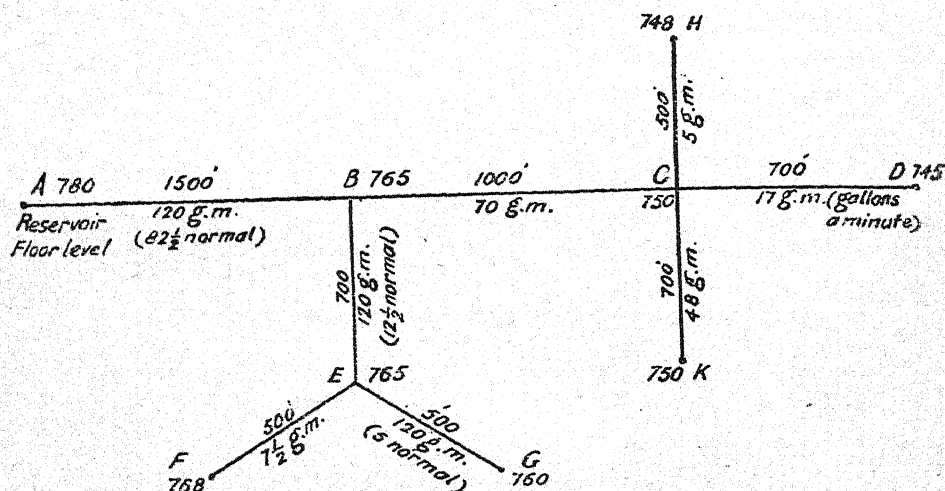 748 H
500'
5 g.m.
A 780
1500'
B 765
1000'
C
700'
D 745
Reservoir
Floor level
120 g.m.
(82½ normal)
70 g.m.
750
17 g.m. (gallons
a minute)
700
120 g.m.
(12½ normal)
700'
48 g.m.
E 765
750 K
500'
7½ g.m.
500'
120 g.m.
(5 normal)
F
768
G
760